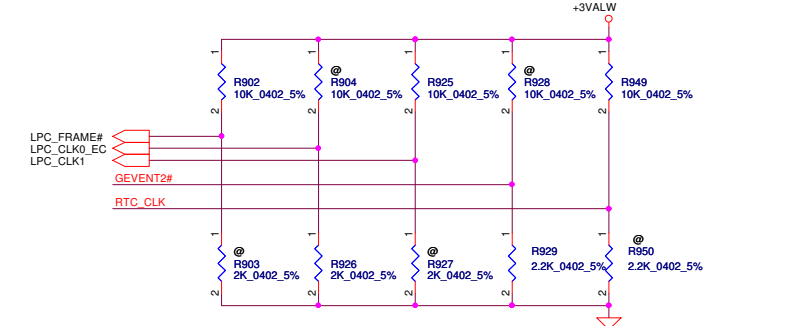 +3VALW
1 1 1 1 1
@ @
R902 R904 R925 R928 R949
10K_0402_5% 10K_0402_5% 10K_0402_5% 10K_0402_5% 10K_0402_5%
2 2 2 2 2
LPC_FRAME#
LPC_CLK0_EC
LPC_CLK1
GEVENT2#
RTC_CLK
1 1 1 1 1
@ @ @
R903 R926 R927 R929 R950
2K_0402_5% 2K_0402_5% 2K_0402_5% 2.2K_0402_5% 2.2K_0402_5%
2 2 2 2 2